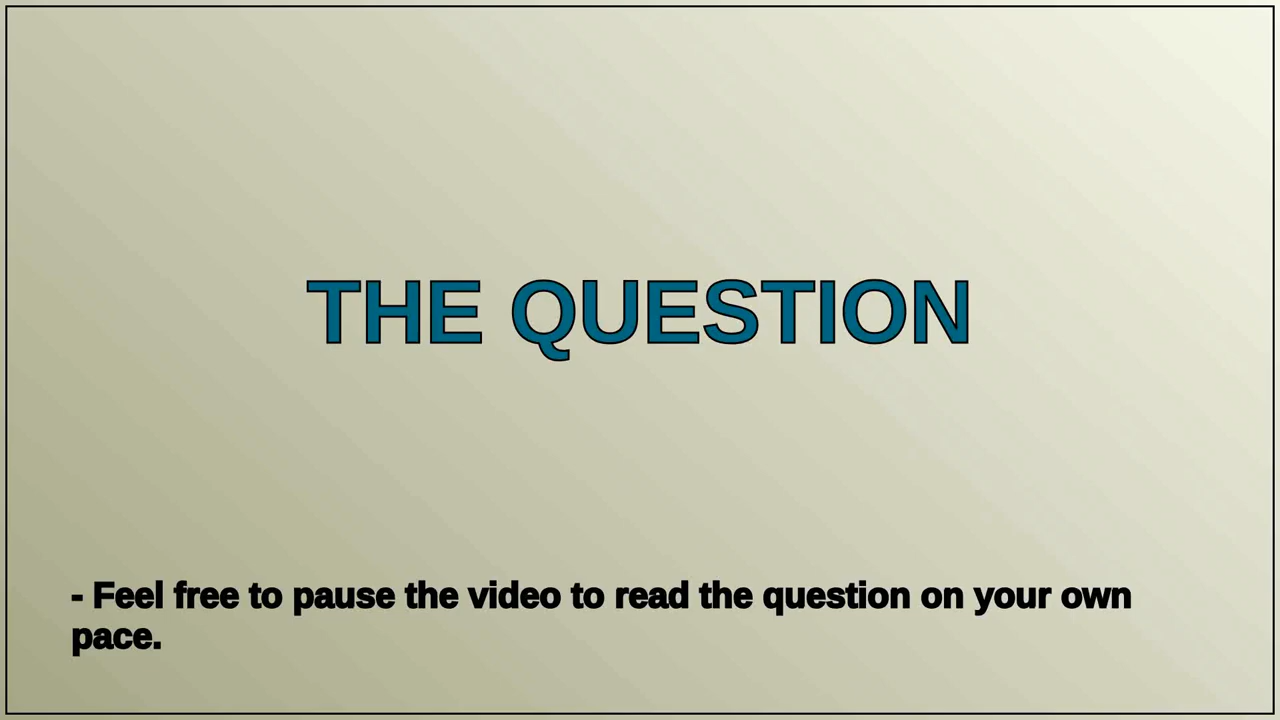 THE QUESTION
- Feel free to pause the video to read the question on your own
pace.